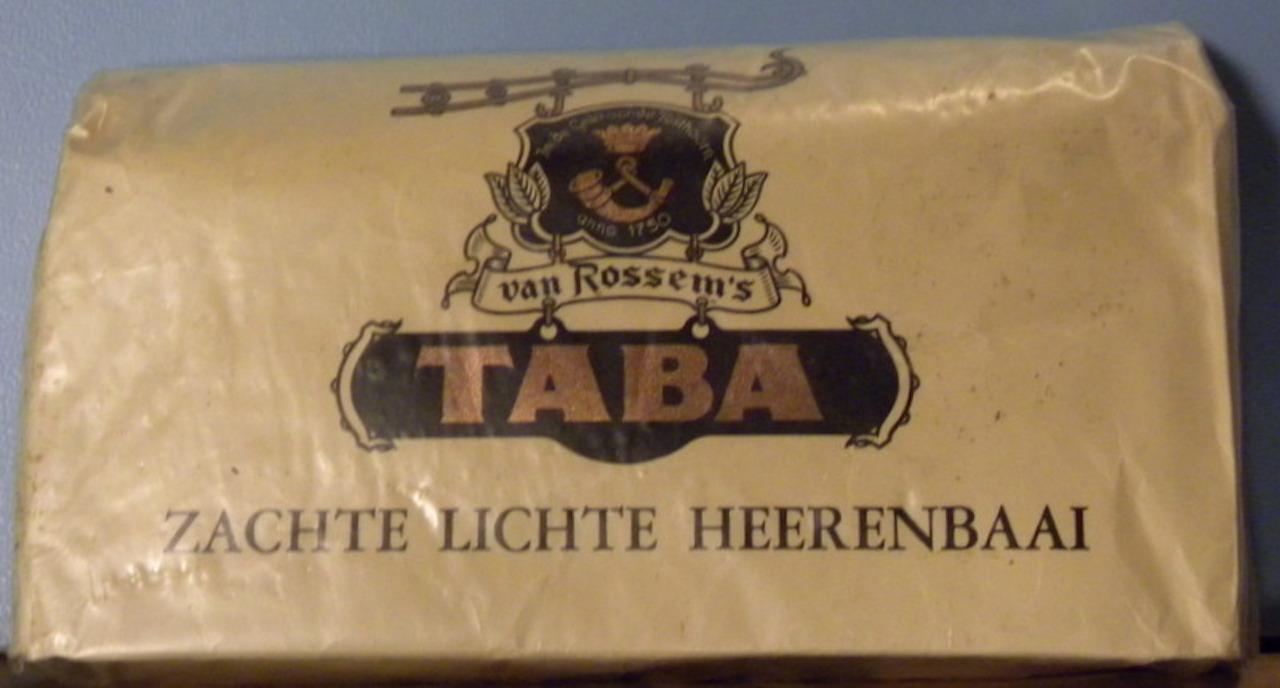 anno 1750
van Rossem's
TABA
ZACHTE LICHTE HEERENBAAI